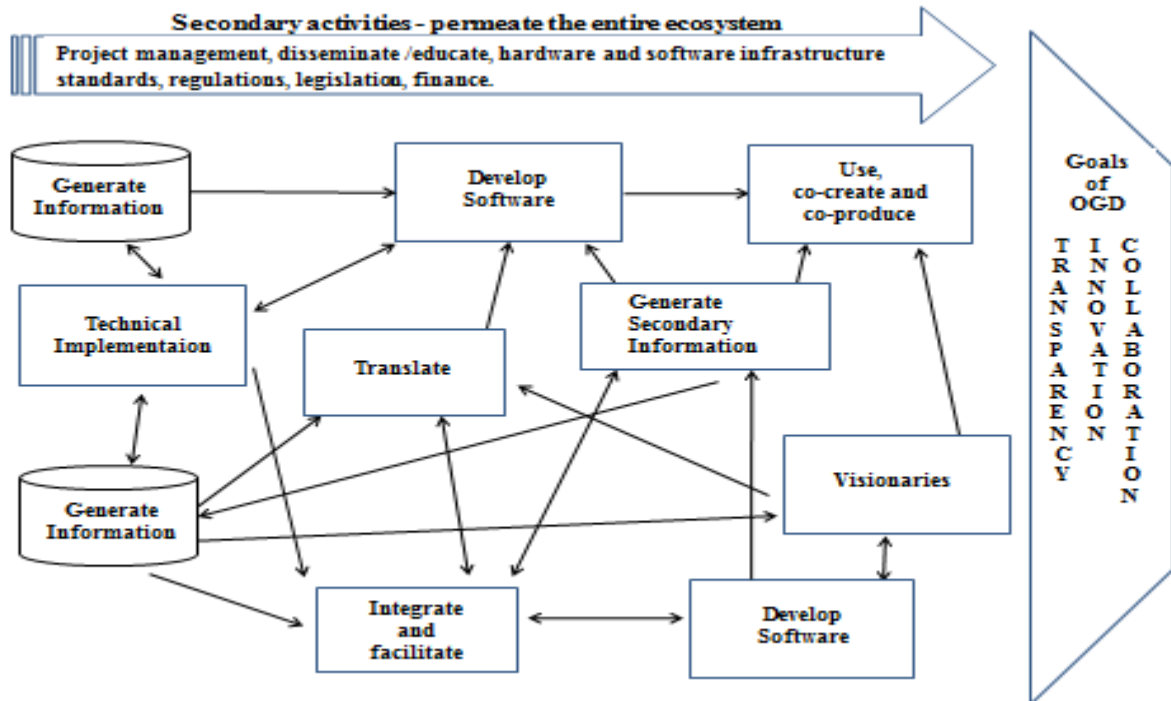 Secondary activities - permeate the entire ecosystem
Project management, disseminate /educate, hardware and software infrastructure
standards, regulations, legislation, finance.
Generate
Information
Develop
Software
Use,
co-create and
co-produce
Goals
of
OGD
TRANSPARENCY
INNOVATION
COLLABORATION
Technical
Implementaion
Translate
Generate
Secondary
Information
Generate
Information
Visionaries
Integrate
and
facilitate
Develop
Software